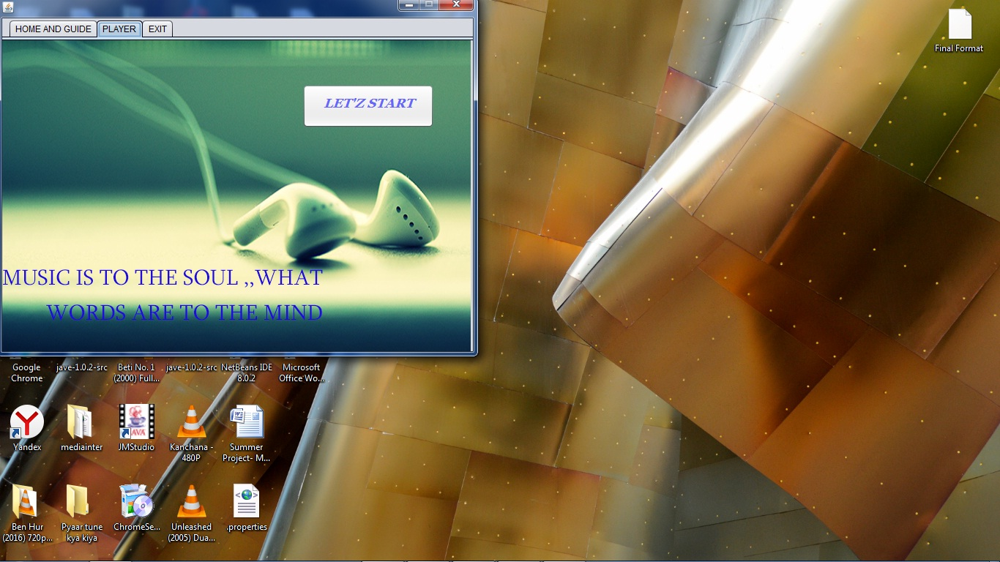 HOME AND GUIDE PLAYER EXIT
LET'Z START
MUSIC IS TO THE SOUL ,,WHAT
WORDS ARE TO THE MIND
Final Format
Google
Chrome
jave-1.0.2-src
Beti No. 1
(2000) Full...
jave-1.0.2-src
NetBeans IDE
8.0.2
Microsoft
Office Wo...
Yandex
mediainter
JMStudio
Kanchana -
480P
Summer
Project- M...
Ben Hur
(2016) 720p...
Pyaar tune
kya kiya
ChromeSe...
Unleashed
(2005) Dua...
.properties